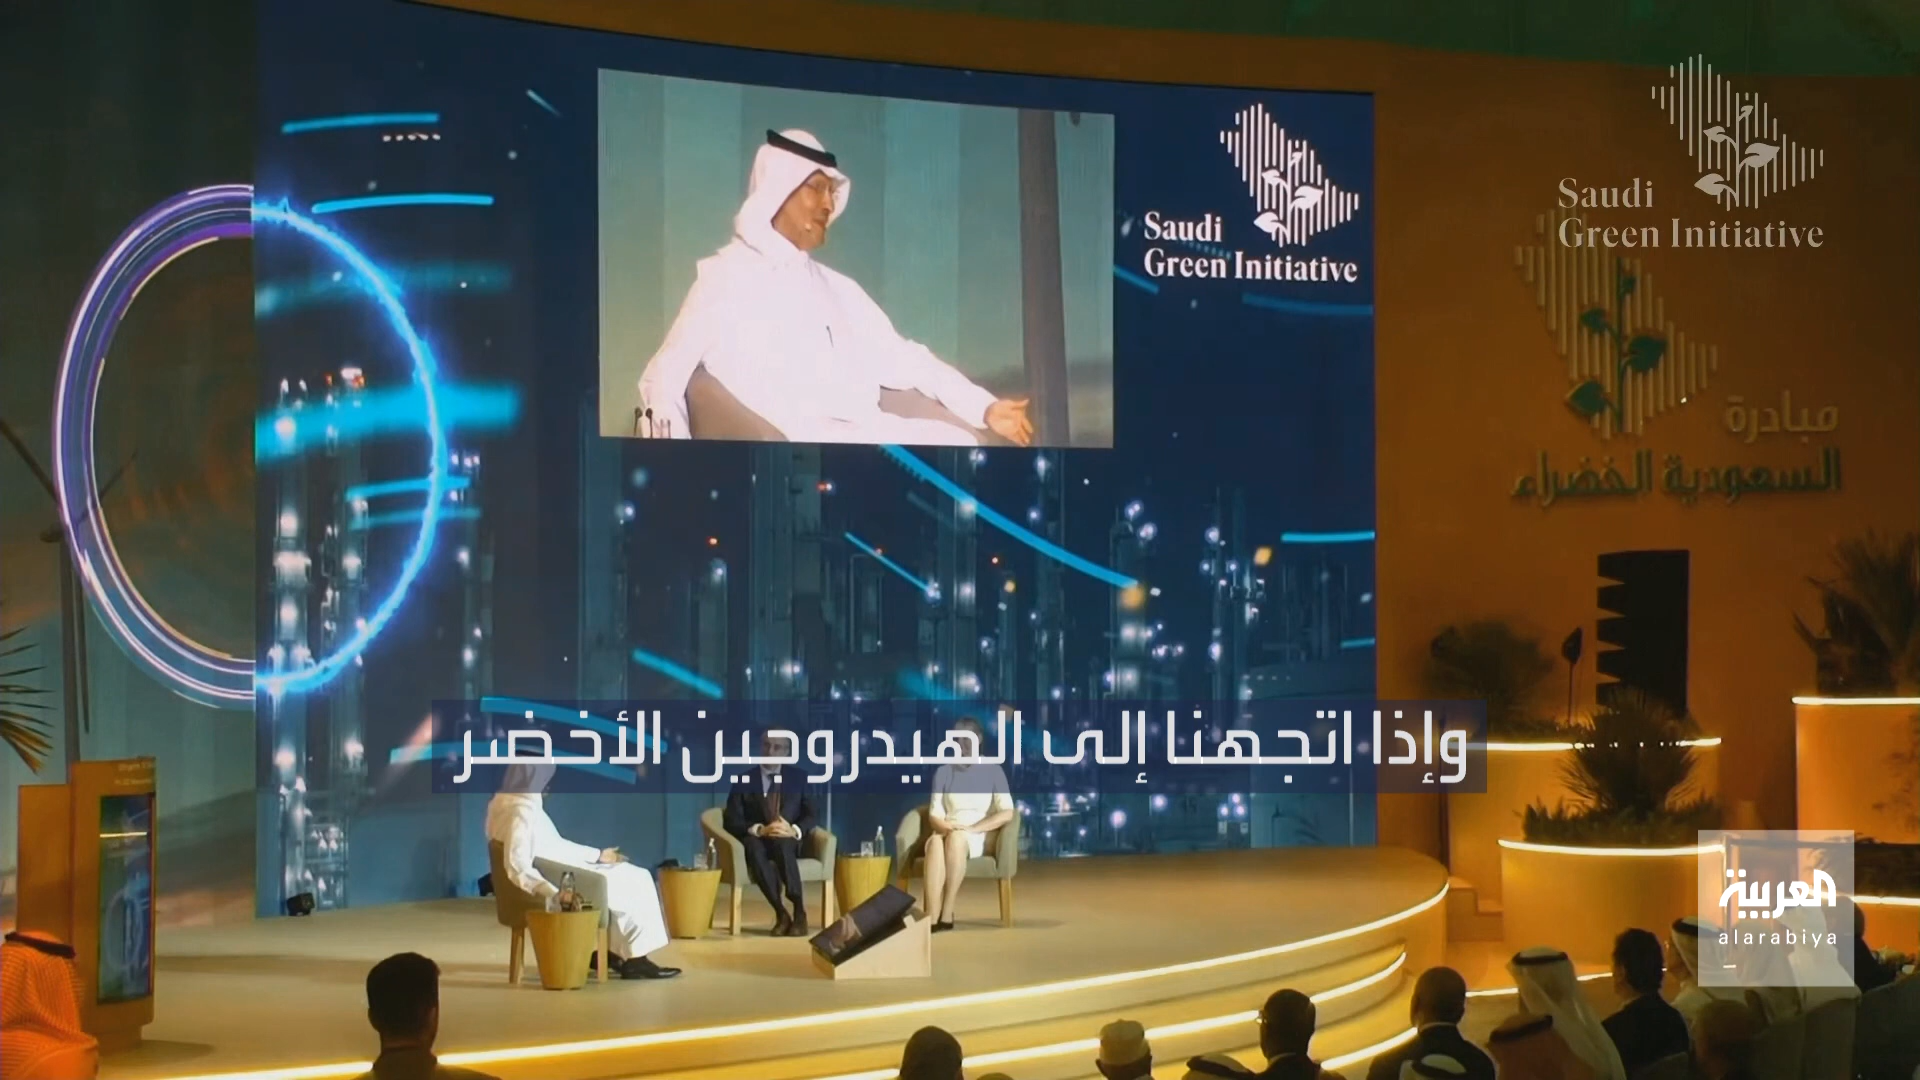 Saudi
Green Initiative
Saudi
Green Initiative
مبادرة
السعودية الخضراء
وإذا اتجهنا إلى الهيدروجين الأخضر
العربية
alarabiya